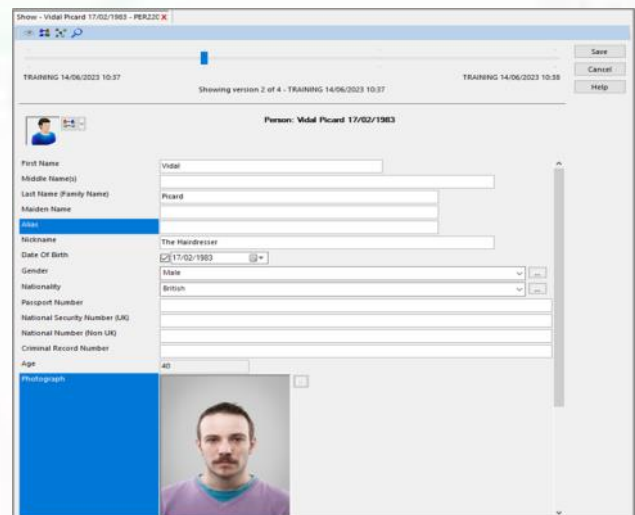 Show - Vidal Picard 17/02/1983 - PER22C X
Save
Cancel
Help
TRAINING 14/06/2023 10:37
TRAINING 14/06/2023 10:38
Showing version 2 of 4 - TRAINING 14/06/2023 10:37
Person: Vidal Picard 17/02/1983
First Name Vidal
Middle Name(s)
Last Name (Family Name) Picard
Maiden Name
Alias
Nickname The Hairdresser
Date Of Birth 17/02/1983
Gender Male ...
Nationality British ...
Passport Number
National Security Number (UK)
National Number (Non UK)
Criminal Record Number
Age 40
Photograph